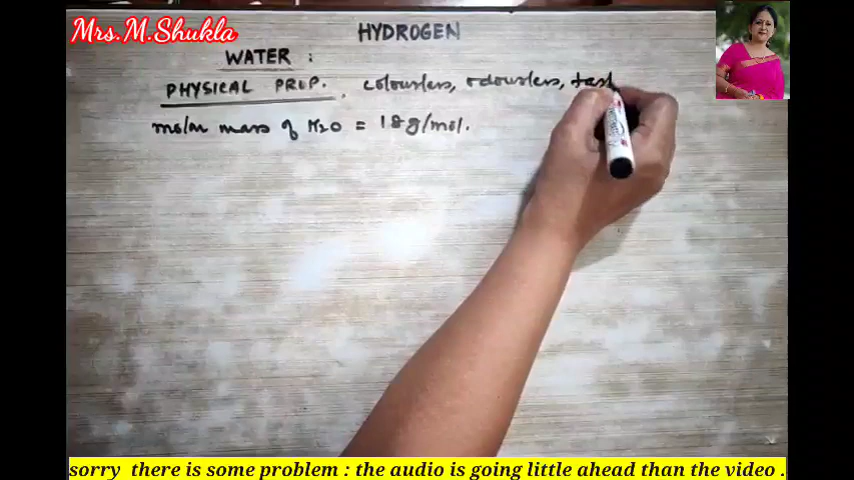 Mrs.M.Shukla
HYDROGEN
WATER :
PHYSICAL PROP. colourless, odourless,
molar mass of H₂O = 18 g/mol.
sorry there is some problem : the audio is going little ahead than the video .